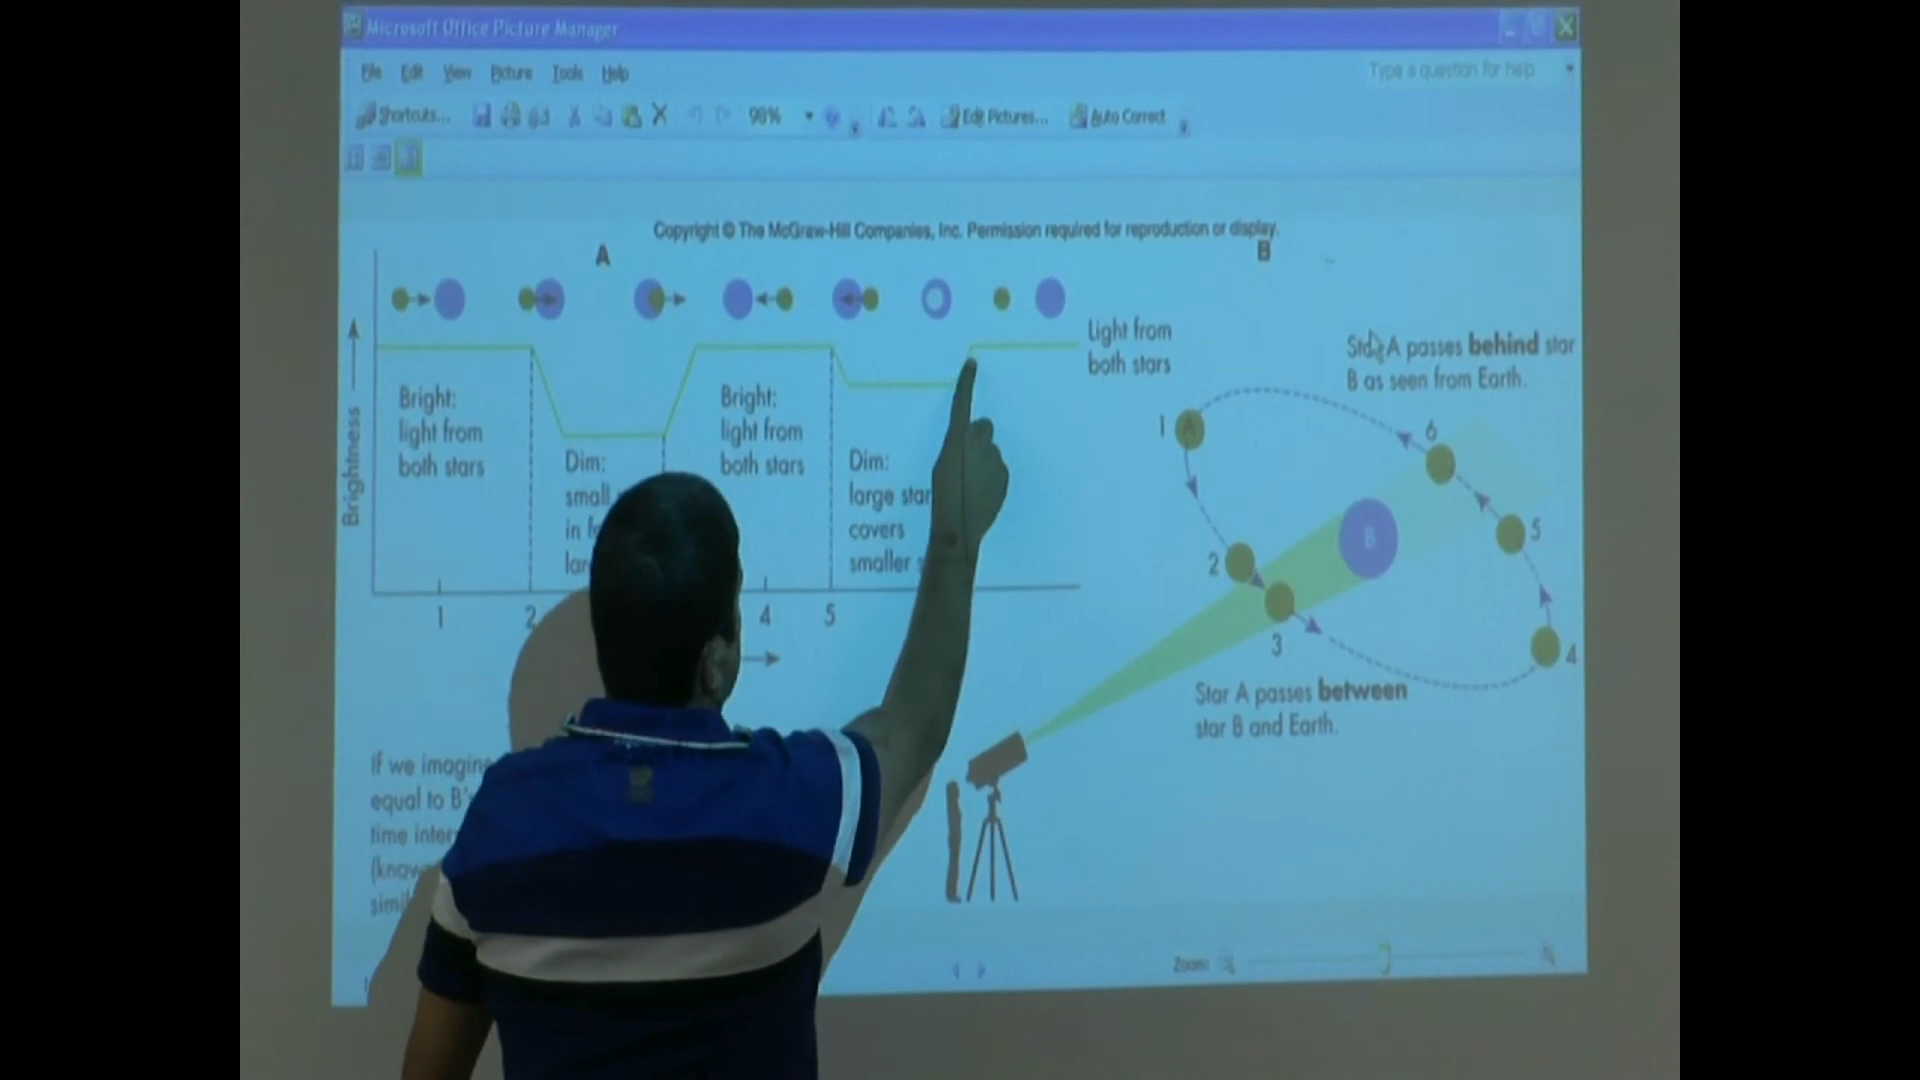 Microsoft Office Picture Manager
File Edit View Picture Tools Help
Type a question for help
Shortcuts... 90% Edit Pictures... Auto Correct
Copyright © The McGraw-Hill Companies, Inc. Permission required for reproduction or display.
A
B
Brightness
Bright:
light from
both stars
Dim:
small
in
Bright:
light from
both stars
Dim:
large star
covers
smaller
Light from
both stars
1 2 4 5
If we imagine
equal to B's
time
Star A passes behind star
B as seen from Earth.
1 A
6
B
5
2
3
4
Star A passes between
star B and Earth.
Zoom: